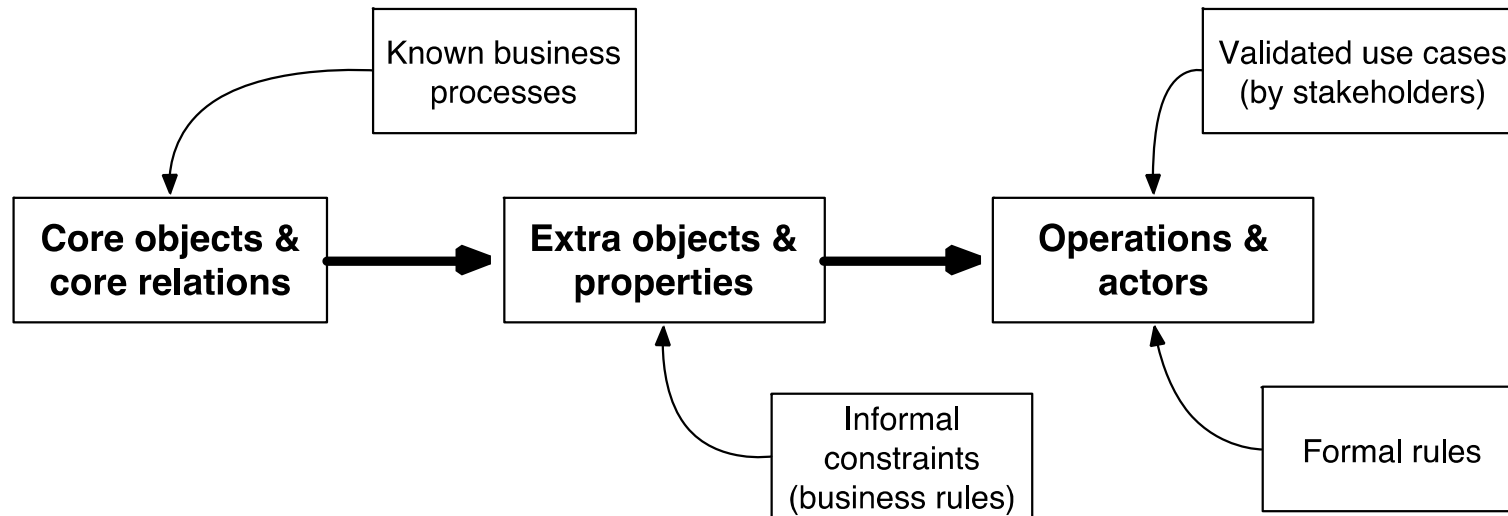 Known business
processes
Validated use cases
(by stakeholders)
Core objects &
core relations
Extra objects &
properties
Operations &
actors
Informal
constraints
(business rules)
Formal rules